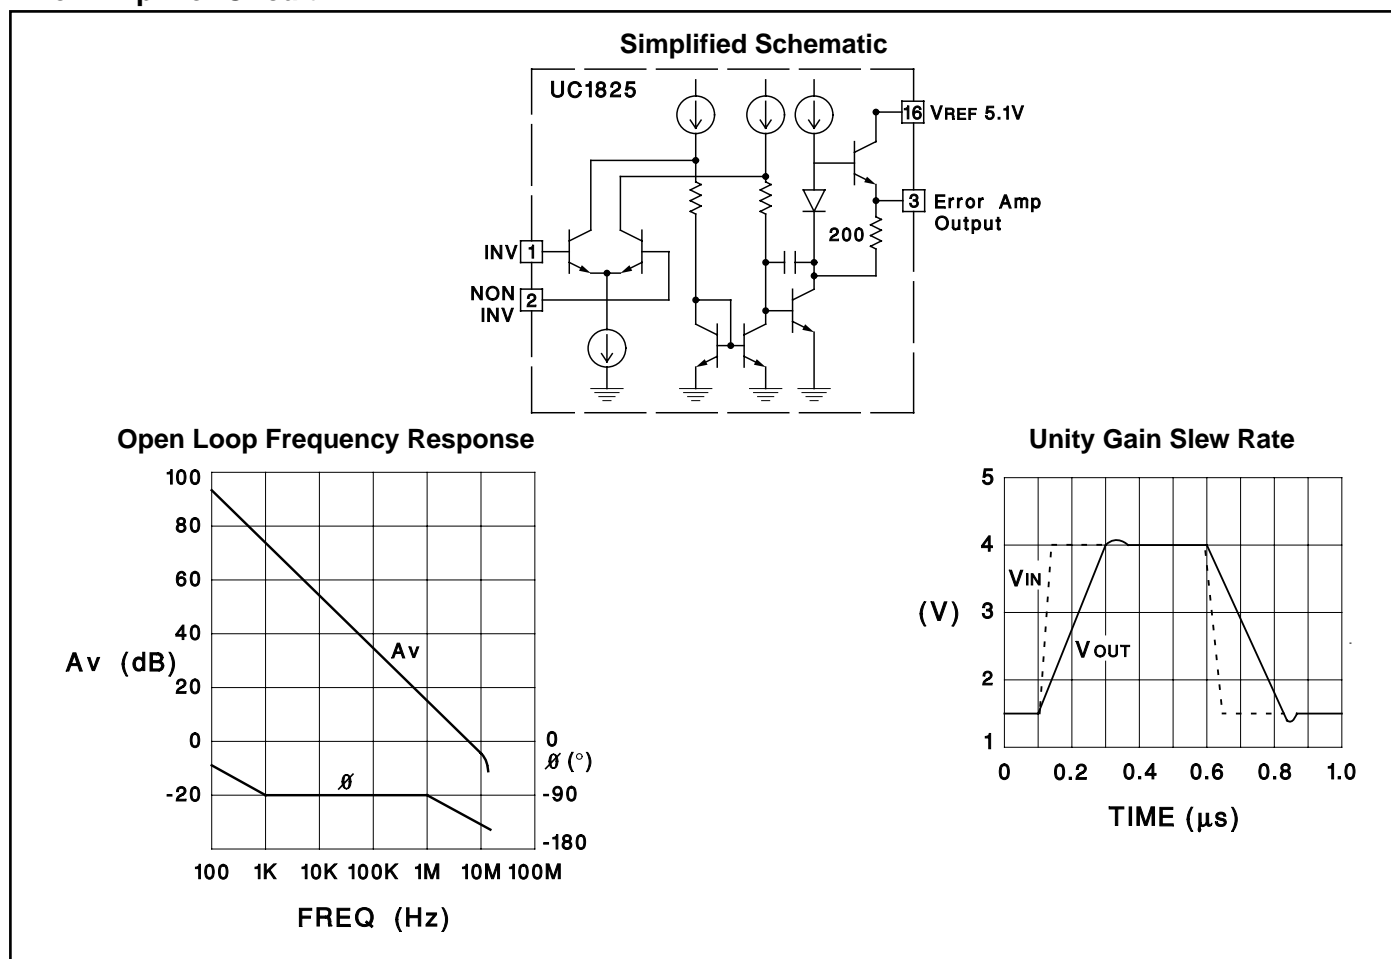 Simplified Schematic
UC1825
16 VREF 5.1V
3 Error Amp
Output
200
INV 1
NON
INV 2
Open Loop Frequency Response
100
80
60
40
Av (dB)
20
0
-20
Av
ø
0
ø (°)
-90
-180
100 1K 10K 100K 1M 10M 100M
FREQ (Hz)
Unity Gain Slew Rate
5
4
3
(V)
2
1
VIN
VOUT
0 0.2 0.4 0.6 0.8 1.0
TIME (µs)